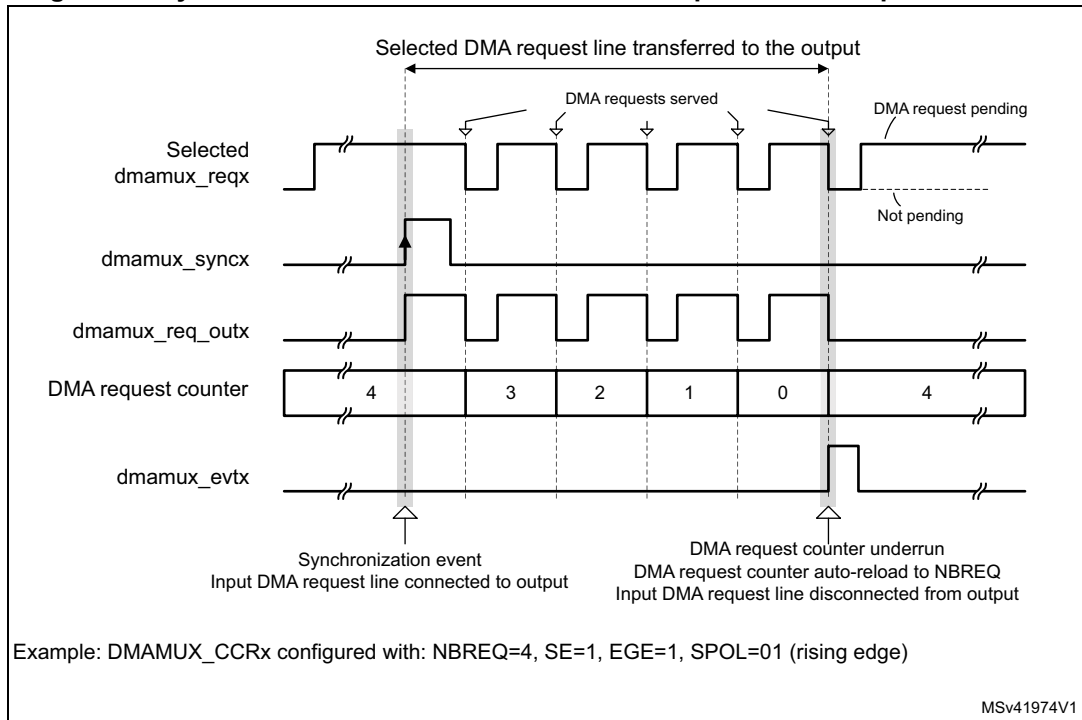 Selected DMA request line transferred to the output
DMA requests served
DMA request pending
Selected
dmamux_reqx
Not pending
dmamux_syncx
dmamux_req_outx
DMA request counter
4
3
2
1
0
4
dmamux_evtx
Synchronization event
Input DMA request line connected to output
DMA request counter underrun
DMA request counter auto-reload to NBREQ
Input DMA request line disconnected from output
Example: DMAMUX_CCRx configured with: NBREQ=4, SE=1, EGE=1, SPOL=01 (rising edge)
MSv41974V1